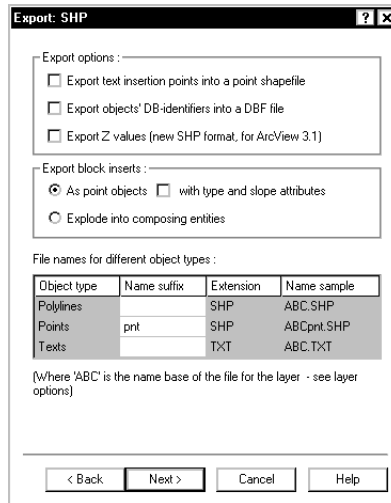 Export: SHP
Export options :
Export text insertion points into a point shapefile
Export objects' DB-identifiers into a DBF file
Export Z values (new SHP format, for ArcView 3.1)
Export block inserts :
As point objects with type and slope attributes
Explode into composing entities
File names for different object types :
Object type Name suffix Extension Name sample
Polylines SHP ABC.SHP
Points pnt SHP ABCpnt.SHP
Texts TXT ABC.TXT
(Where 'ABC' is the name base of the file for the layer - see layer
options)
< Back Next > Cancel Help